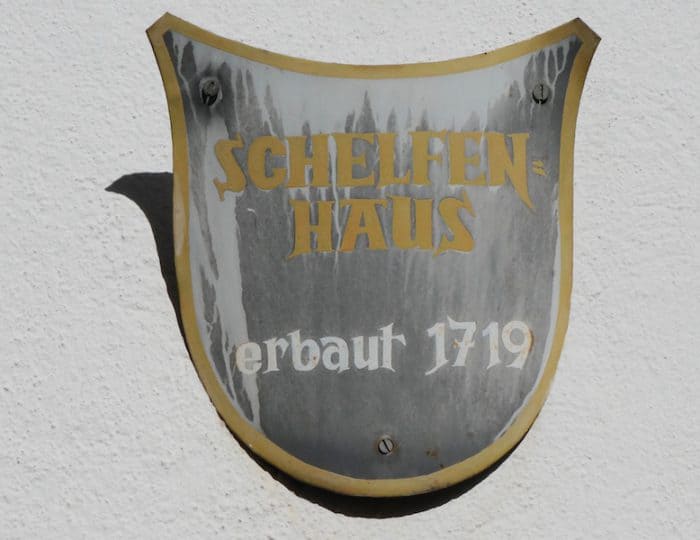 SCHELFEN=
HAUS
erbaut 1719